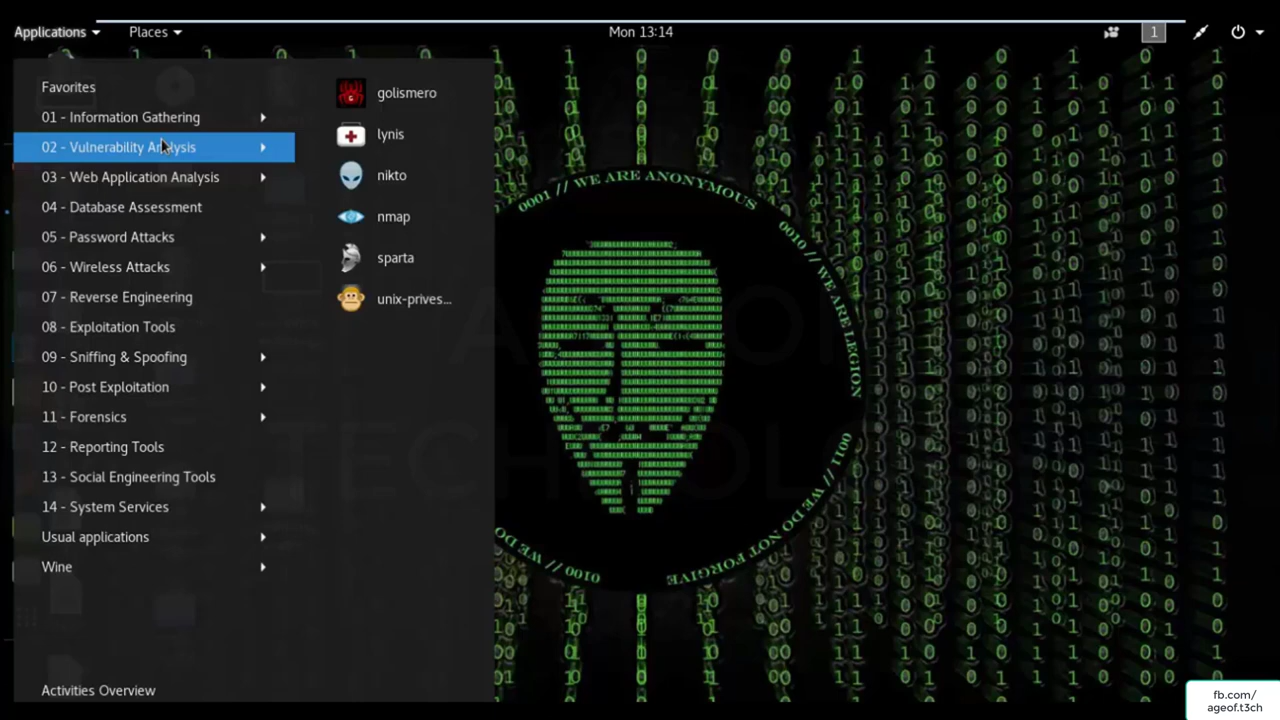 Applications Places Mon 13:14 1
Favorites
01 - Information Gathering
02 - Vulnerability Analysis
03 - Web Application Analysis
04 - Database Assessment
05 - Password Attacks
06 - Wireless Attacks
07 - Reverse Engineering
08 - Exploitation Tools
09 - Sniffing & Spoofing
10 - Post Exploitation
11 - Forensics
12 - Reporting Tools
13 - Social Engineering Tools
14 - System Services
Usual applications
Wine
Activities Overview
golismero
lynis
nikto
nmap
sparta
unix-prives...
0001 // WE ARE ANONYMOUS
0010 // WE ARE LEGION
0011 // WE DO NOT FORGIVE
0100 // WE DO
fb.com/
ageof.t3ch